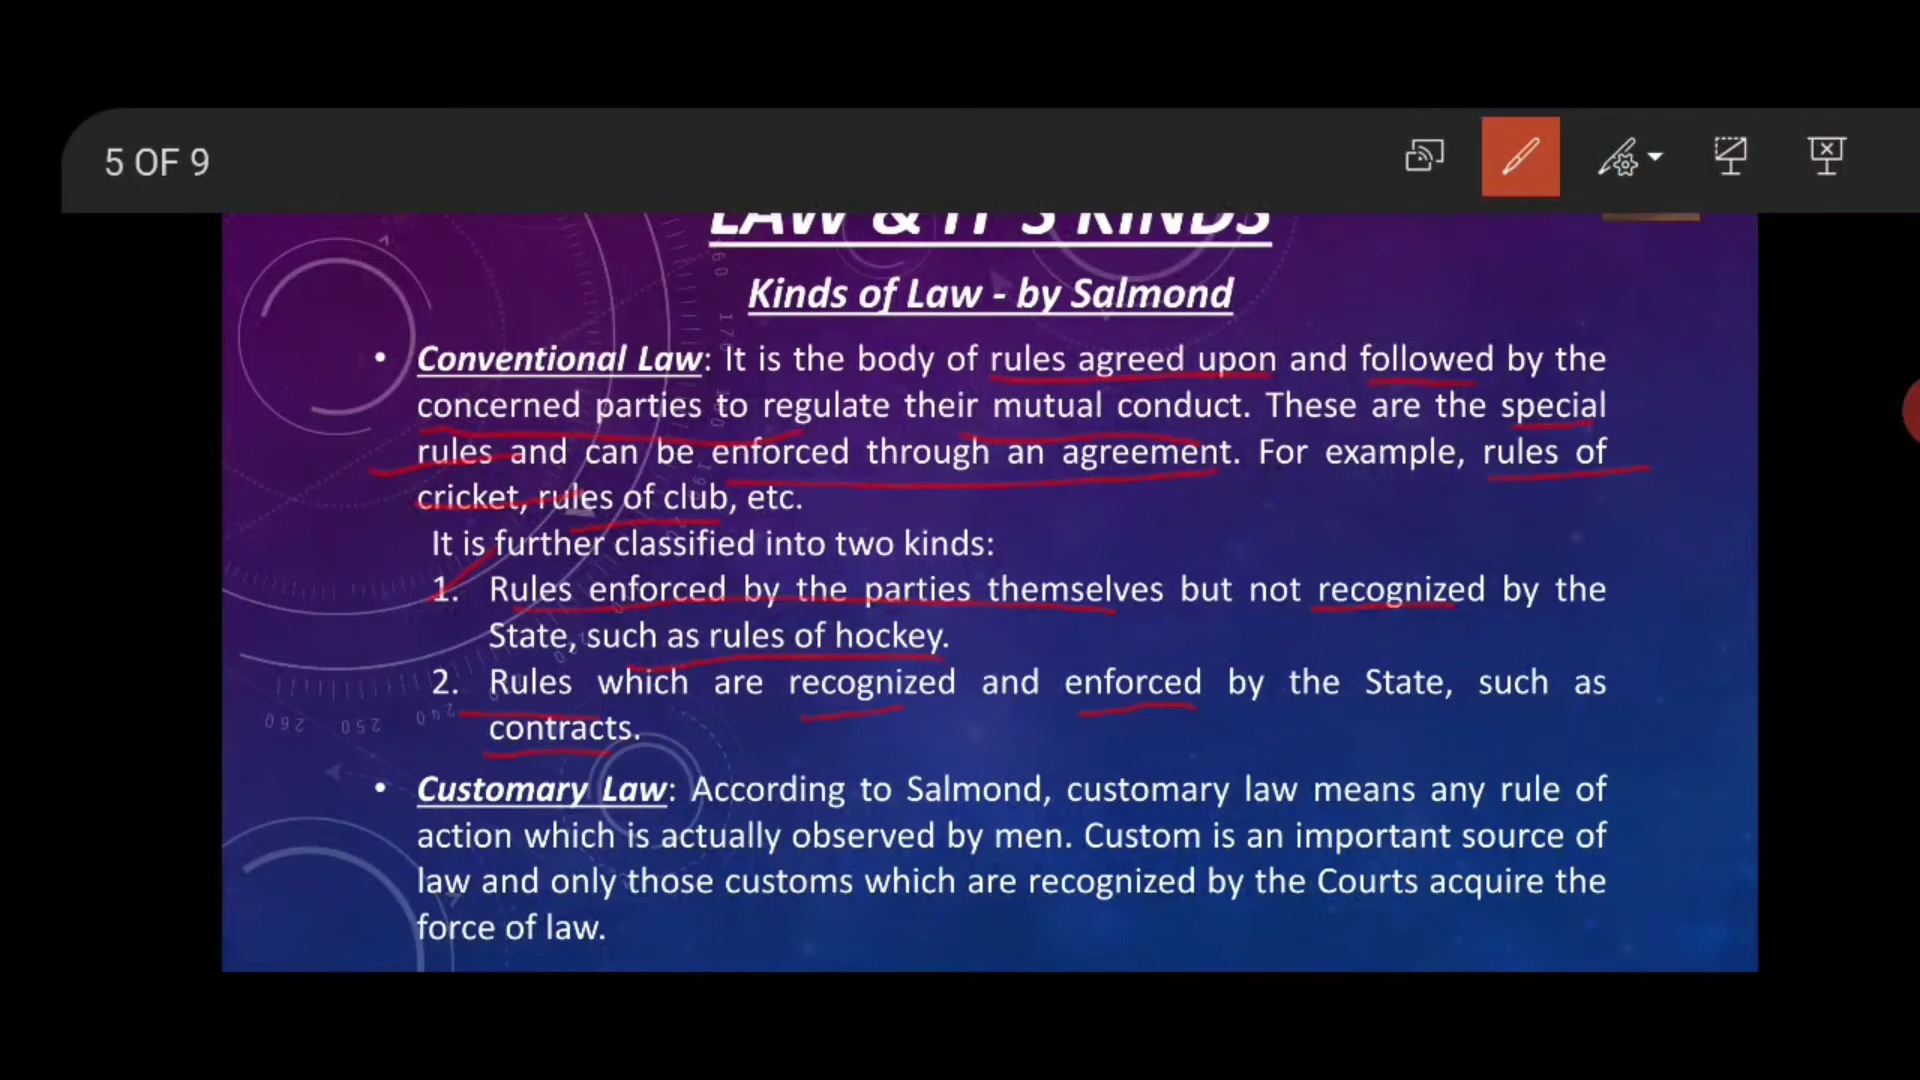 5 OF 9
LAW & IT'S KINDS
Kinds of Law - by Salmond
• Conventional Law: It is the body of rules agreed upon and followed by the
concerned parties to regulate their mutual conduct. These are the special
rules and can be enforced through an agreement. For example, rules of
cricket, rules of club, etc.
It is further classified into two kinds:
1. Rules enforced by the parties themselves but not recognized by the
State, such as rules of hockey.
2. Rules which are recognized and enforced by the State, such as
contracts.
• Customary Law: According to Salmond, customary law means any rule of
action which is actually observed by men. Custom is an important source of
law and only those customs which are recognized by the Courts acquire the
force of law.
260 250 240